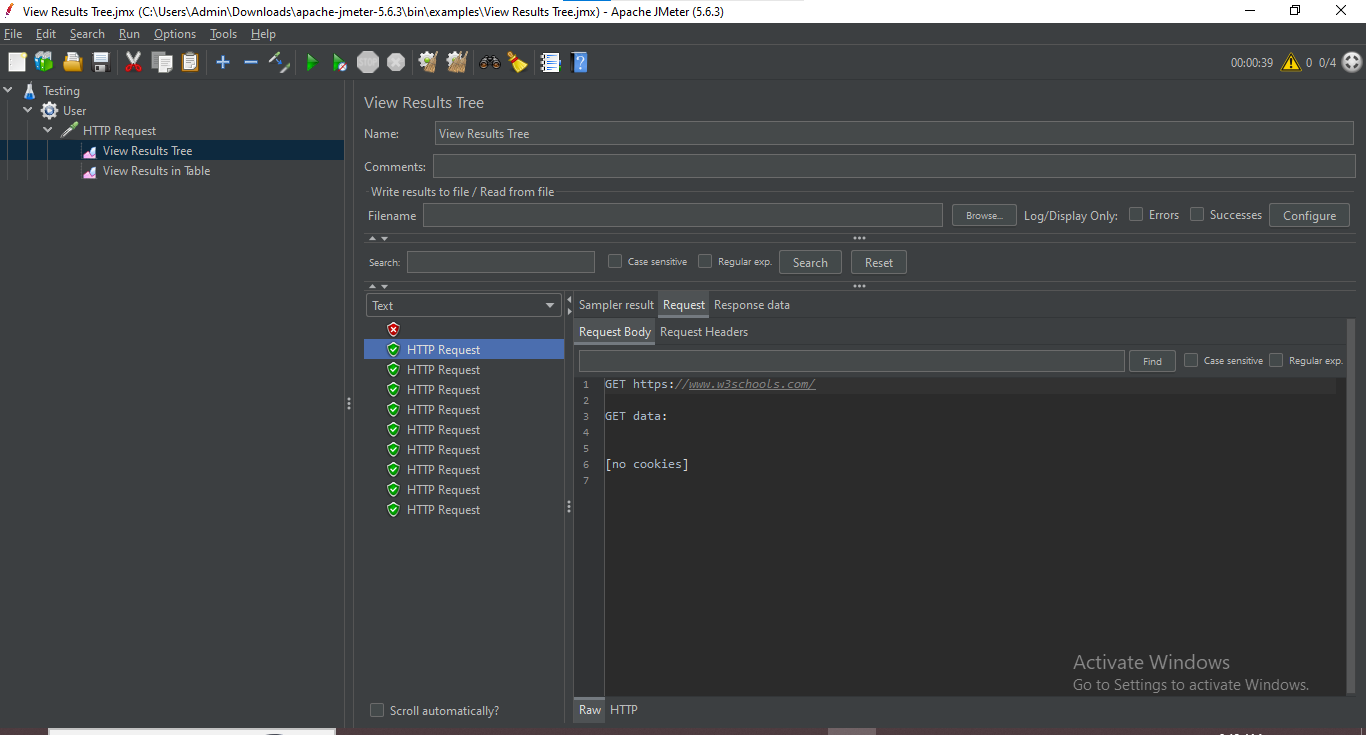 View Results Tree.jmx (C:\Users\Admin\Downloads\apache-jmeter-5.6.3\bin\examples\View Results Tree.jmx) - Apache JMeter (5.6.3)
File Edit Search Run Options Tools Help
STOP 00:00:39 0 0/4
Testing
User
HTTP Request
View Results Tree
View Results in Table
View Results Tree
Name: View Results Tree
Comments:
Write results to file / Read from file
Filename Browse... Log/Display Only: Errors Successes Configure
Search: Case sensitive Regular exp. Search Reset
Text
HTTP Request
HTTP Request
HTTP Request
HTTP Request
HTTP Request
HTTP Request
HTTP Request
HTTP Request
HTTP Request
Scroll automatically?
Sampler result Request Response data
Request Body Request Headers
Find Case sensitive Regular exp.
1 GET https://www.w3schools.com/
2
3 GET data:
4
5
6 [no cookies]
7
Activate Windows
Go to Settings to activate Windows.
Raw HTTP